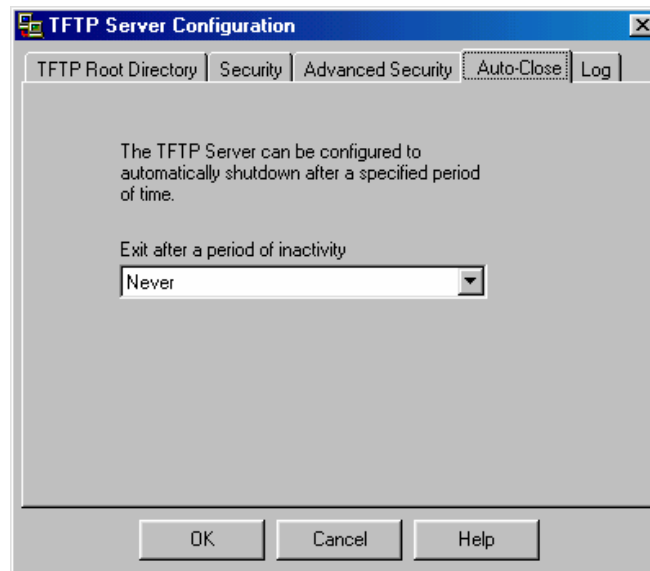 TFTP Server Configuration
TFTP Root Directory Security Advanced Security Auto-Close Log
The TFTP Server can be configured to
automatically shutdown after a specified period
of time.
Exit after a period of inactivity
Never
OK Cancel Help